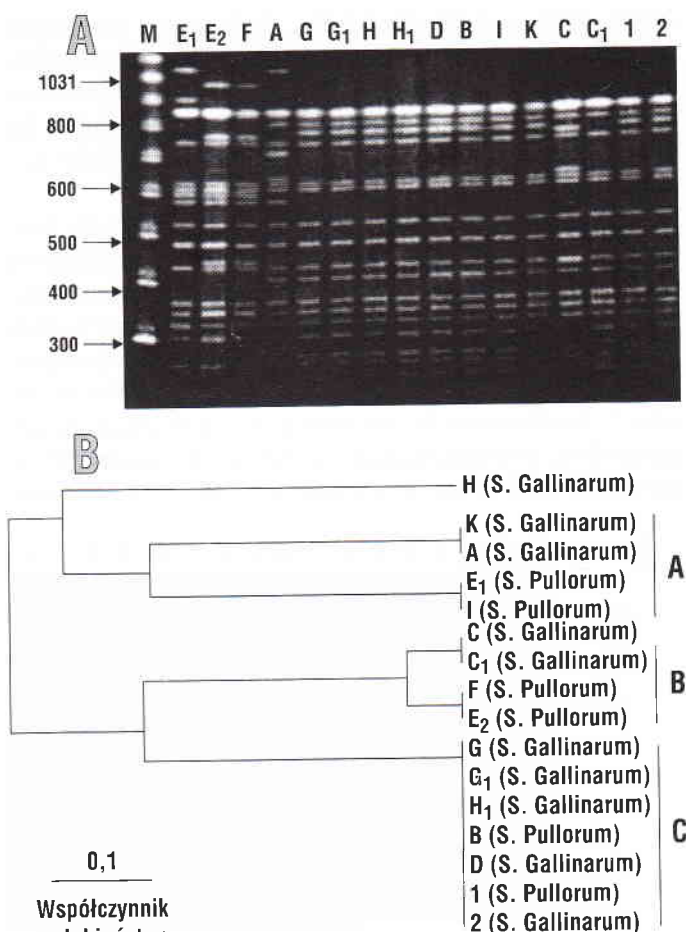 A
M E₁ E₂ F A G G₁ H H₁ D B I K C C₁ 1 2
1031
800
600
500
400
300
B
H (S. Gallinarum)
K (S. Gallinarum)
A (S. Gallinarum)
E₁ (S. Pullorum)
I (S. Pullorum)
A
C (S. Gallinarum)
C₁ (S. Gallinarum)
F (S. Pullorum)
E₂ (S. Pullorum)
B
G (S. Gallinarum)
G₁ (S. Gallinarum)
H₁ (S. Gallinarum)
B (S. Pullorum)
D (S. Gallinarum)
1 (S. Pullorum)
2 (S. Gallinarum)
C
0,1
Współczynnik